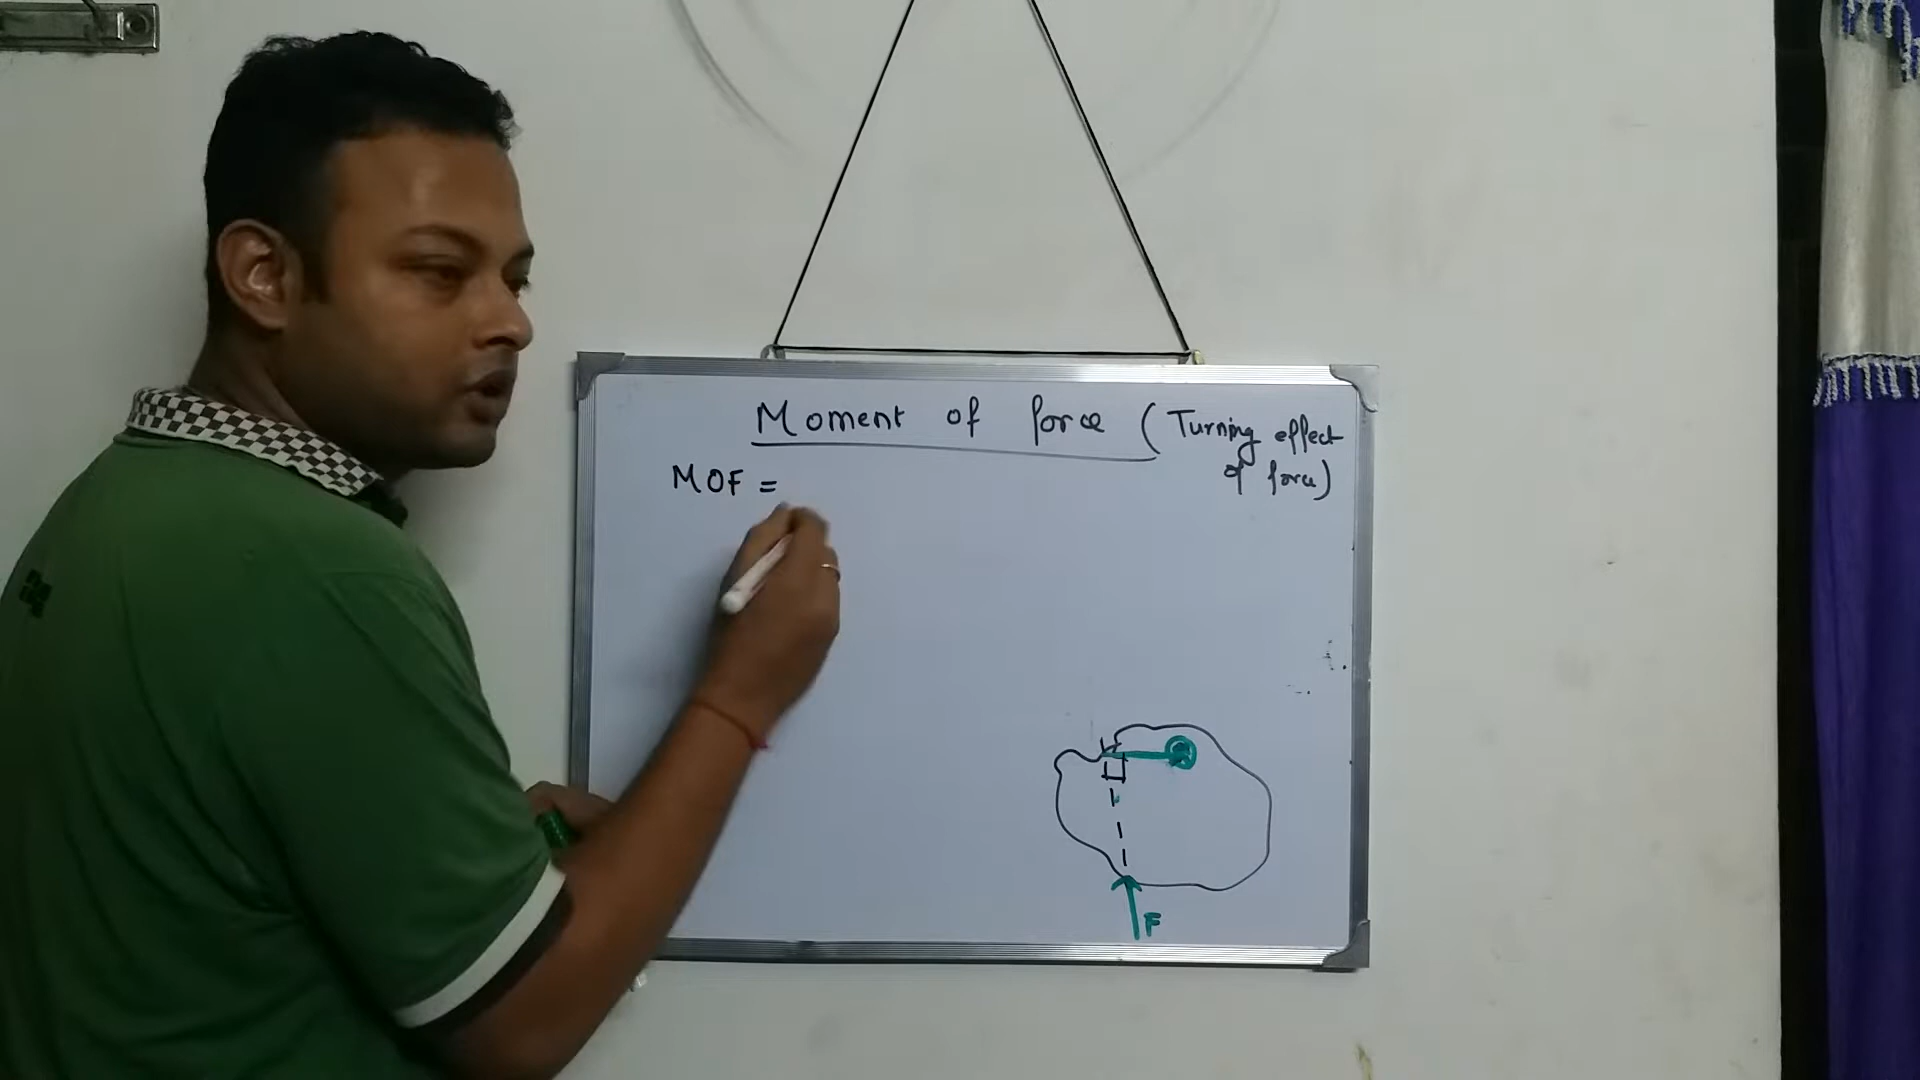 Moment of force (Turning effect
of force)
MOF =
F